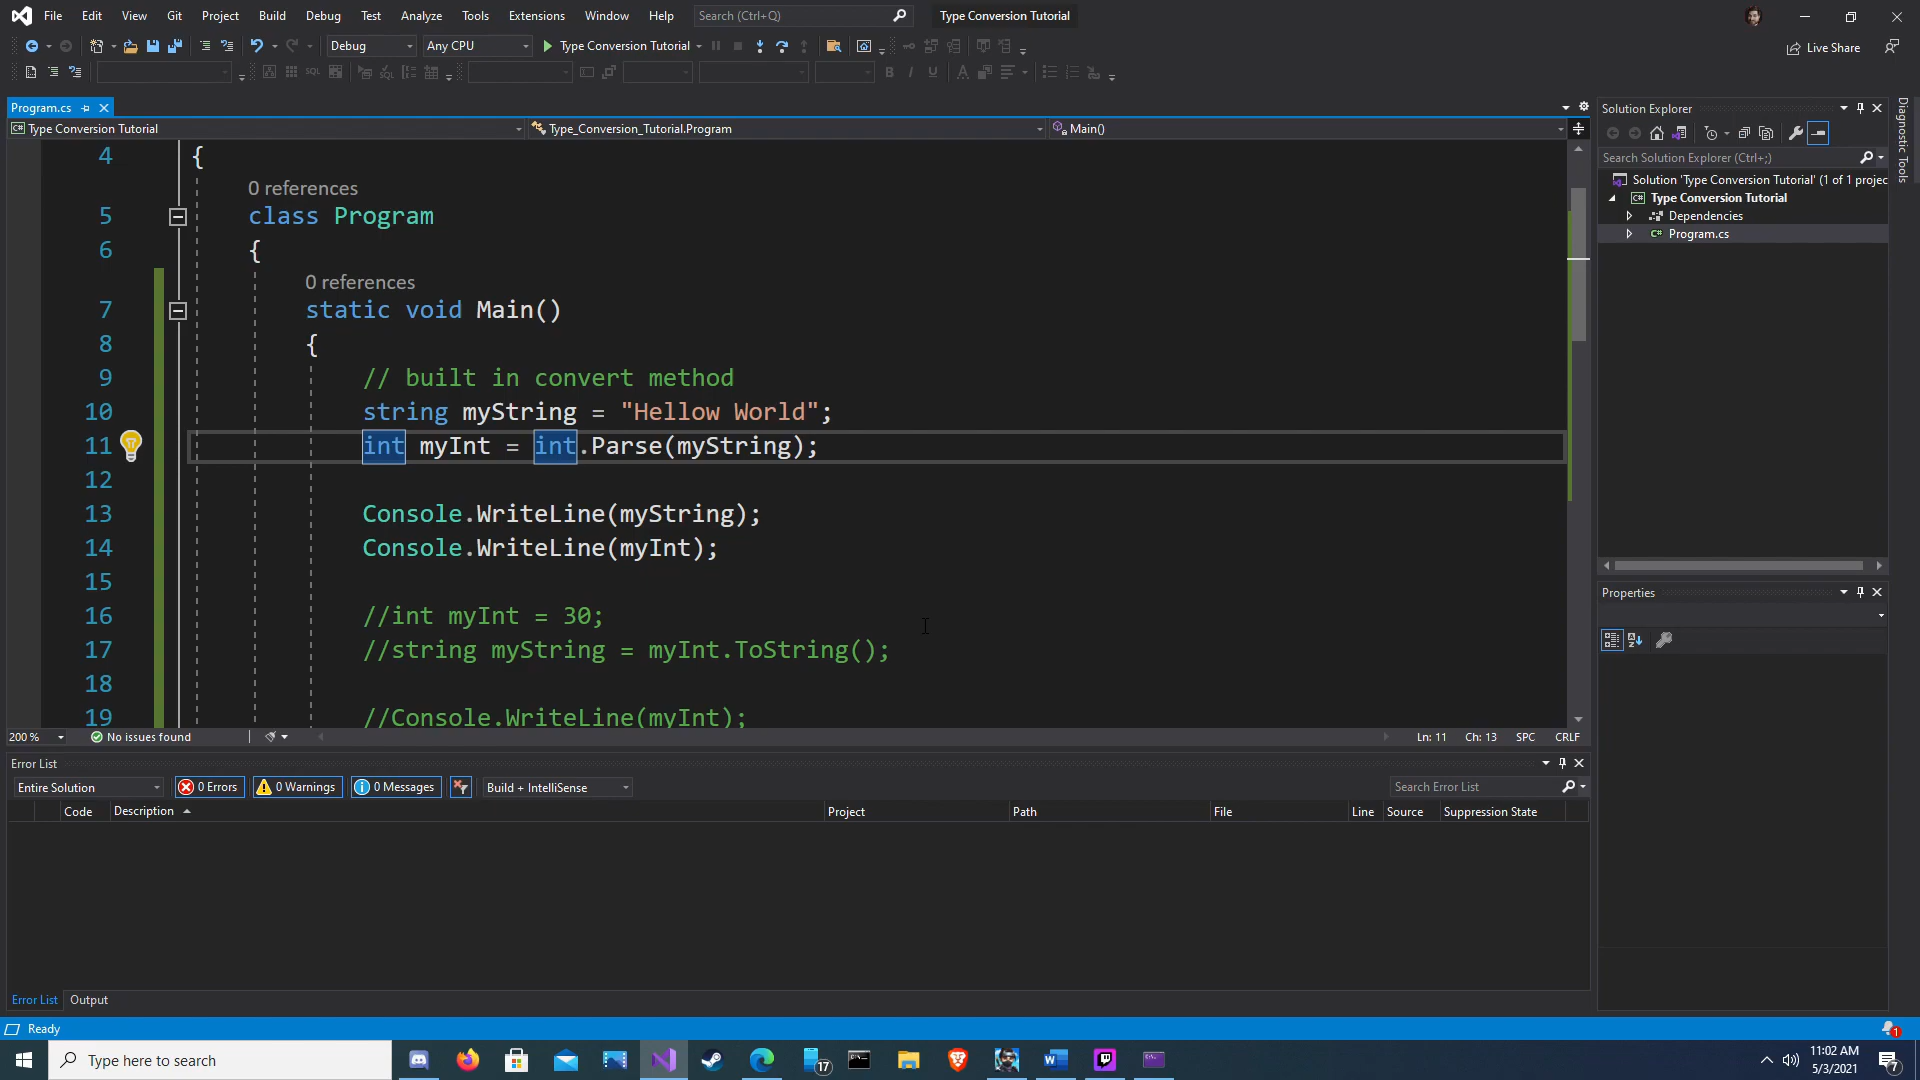 File Edit View Git Project Build Debug Test Analyze Tools Extensions Window Help Search (Ctrl+Q) Type Conversion Tutorial
Debug Any CPU Type Conversion Tutorial Live Share
Program.cs
Type Conversion Tutorial Type_Conversion_Tutorial.Program Main()
4 {
0 references
5 class Program
6 {
0 references
7 static void Main()
8 {
9 // built in convert method
10 string myString = "Hellow World";
11 int myInt = int.Parse(myString);
12
13 Console.WriteLine(myString);
14 Console.WriteLine(myInt);
15
16 //int myInt = 30;
17 //string myString = myInt.ToString();
18
19 //Console.WriteLine(myInt);
200 % No issues found Ln: 11 Ch: 13 SPC CRLF
Error List
Entire Solution 0 Errors 0 Warnings 0 Messages Build + IntelliSense Search Error List
Code Description Project Path File Line Source Suppression State
Error List Output
Ready
Solution Explorer
Search Solution Explorer (Ctrl+;)
Solution 'Type Conversion Tutorial' (1 of 1 projec
Type Conversion Tutorial
Dependencies
Program.cs
Properties
Diagnostic Tools
1
Type here to search
17
11:02 AM
5/3/2021
7